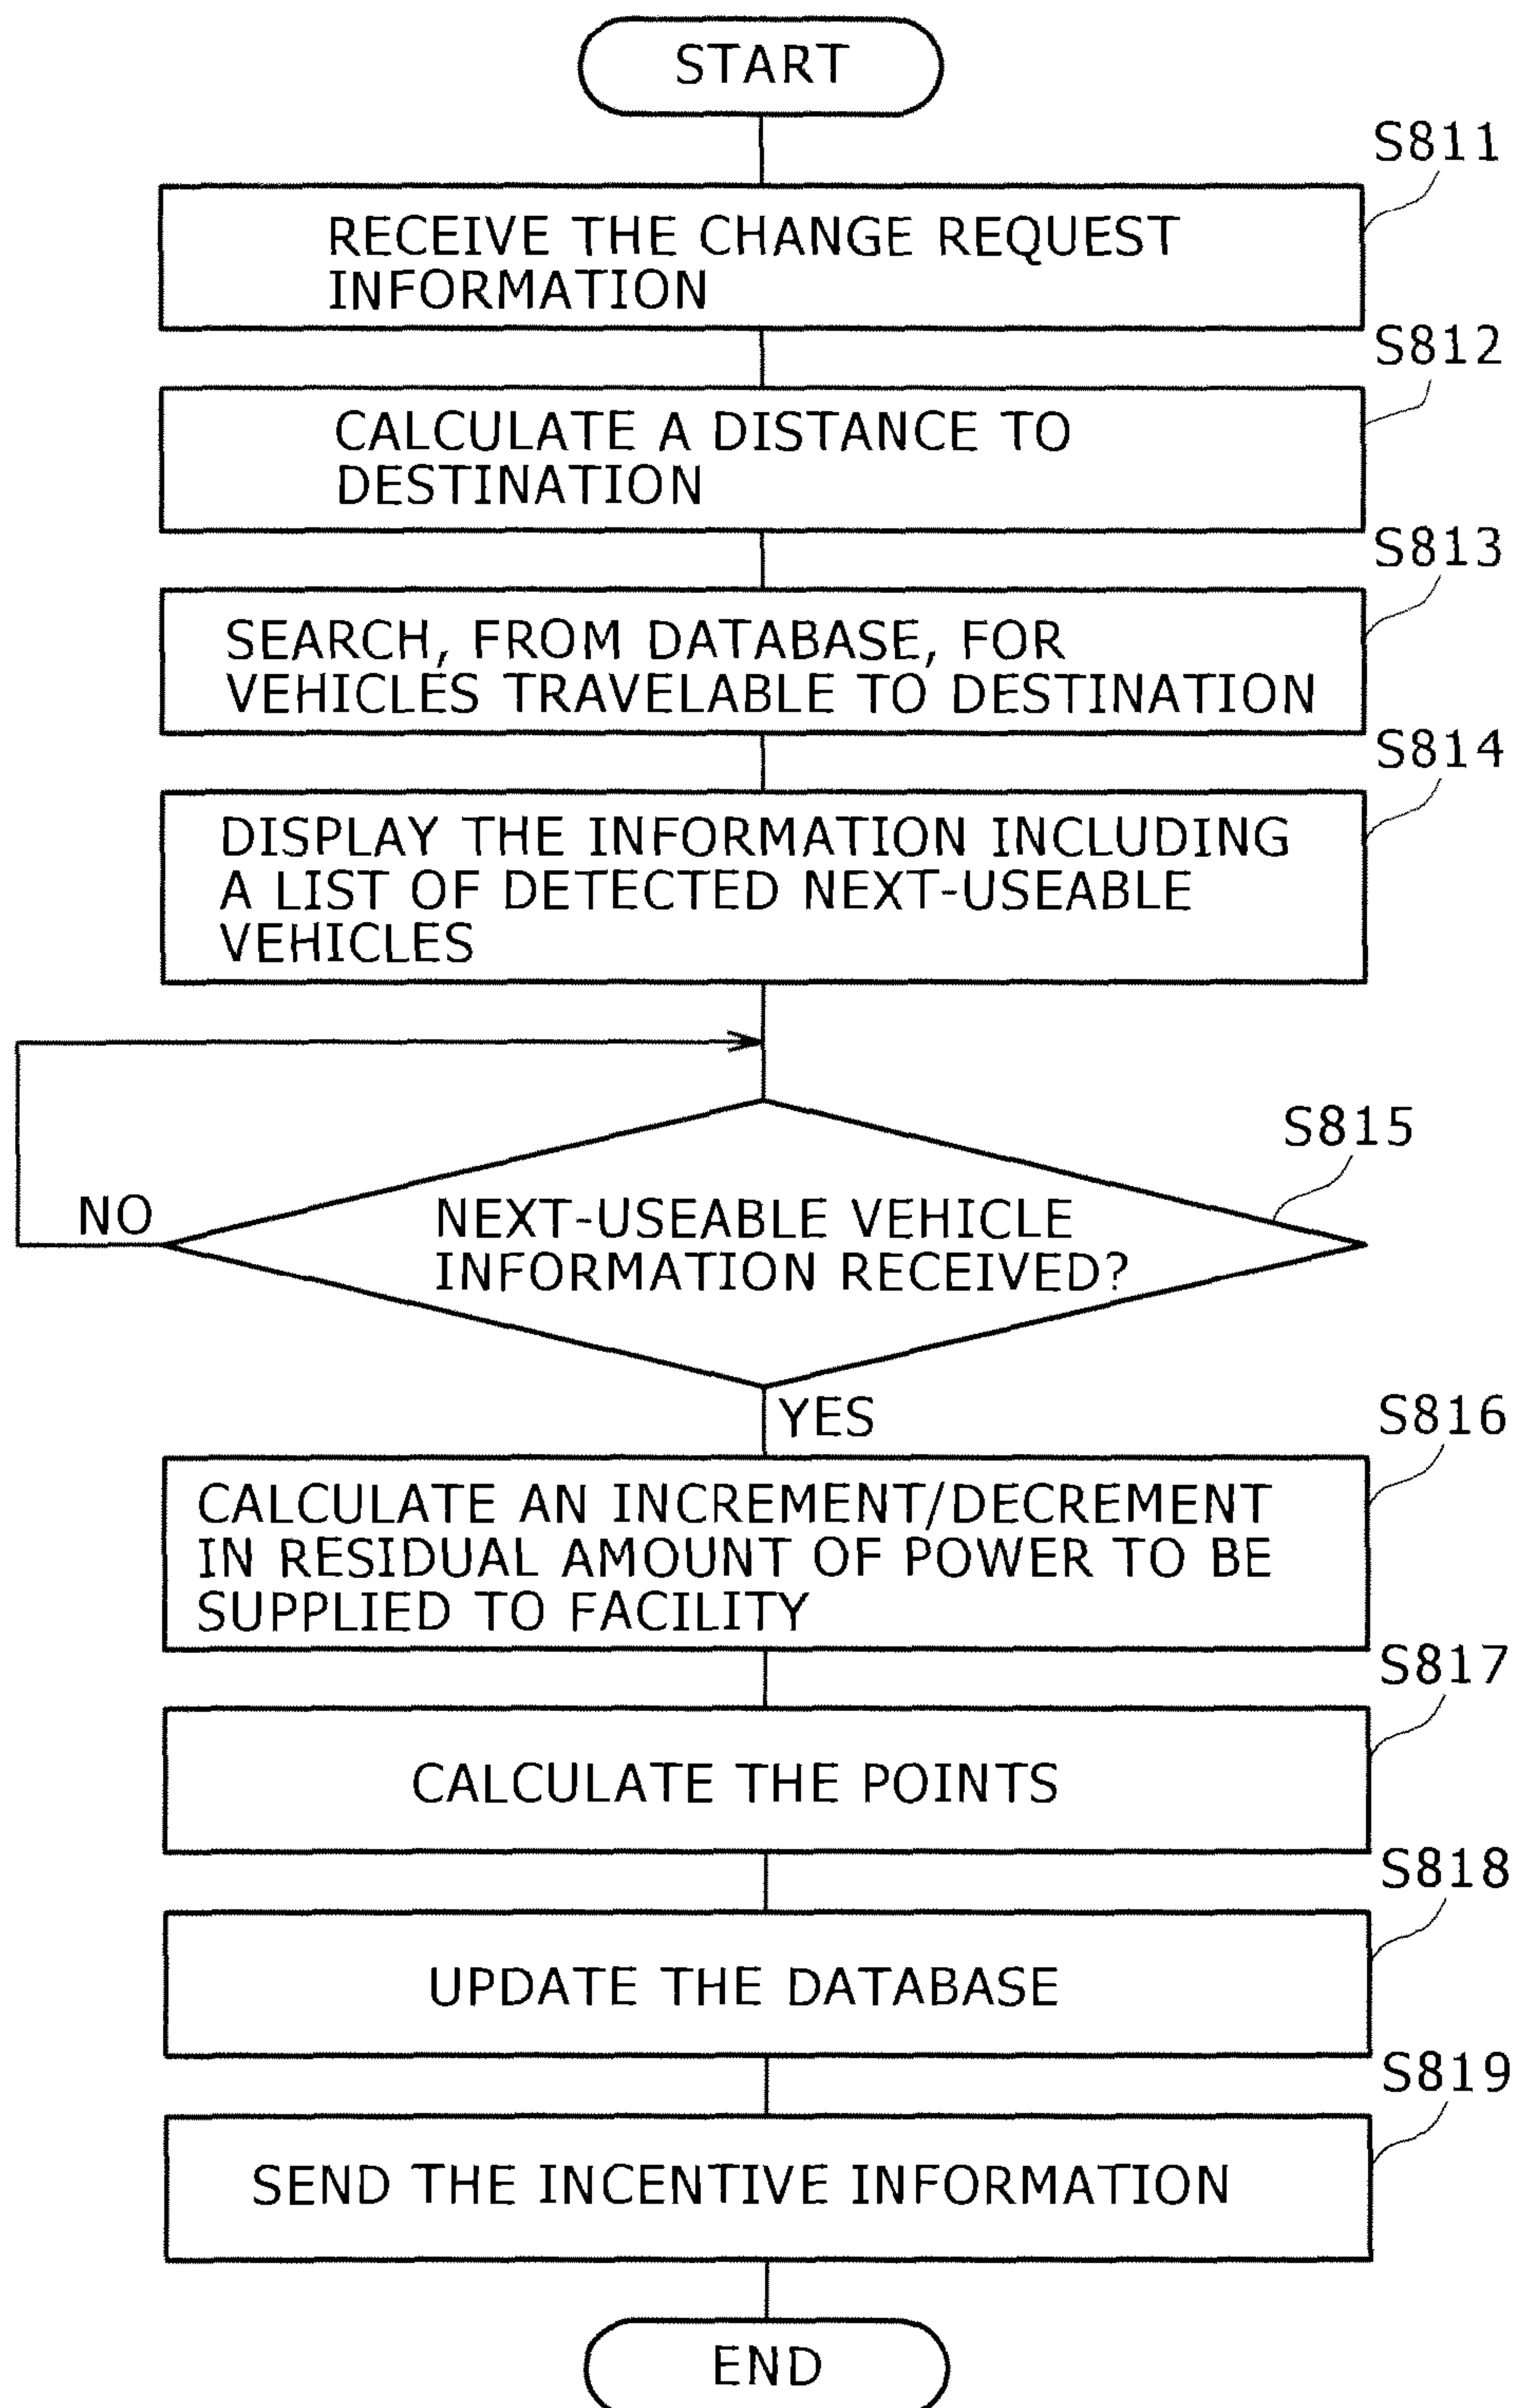 START
S811
RECEIVE THE CHANGE REQUEST
INFORMATION
S812
CALCULATE A DISTANCE TO
DESTINATION
S813
SEARCH, FROM DATABASE, FOR
VEHICLES TRAVELABLE TO DESTINATION
S814
DISPLAY THE INFORMATION INCLUDING
A LIST OF DETECTED NEXT-USEABLE
VEHICLES
S815
NO
NEXT-USEABLE VEHICLE
INFORMATION RECEIVED?
YES
S816
CALCULATE AN INCREMENT/DECREMENT
IN RESIDUAL AMOUNT OF POWER TO BE
SUPPLIED TO FACILITY
S817
CALCULATE THE POINTS
S818
UPDATE THE DATABASE
S819
SEND THE INCENTIVE INFORMATION
END